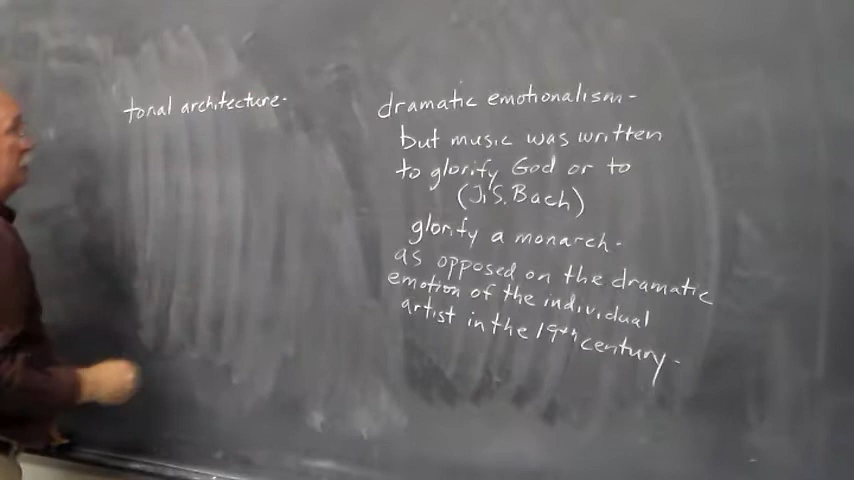 tonal architecture.
dramatic emotionalism -
but music was written
to glorify God or to
(J.S. Bach)
glorify a monarch.
as opposed on the dramatic
emotion of the individual
artist in the 19th century.